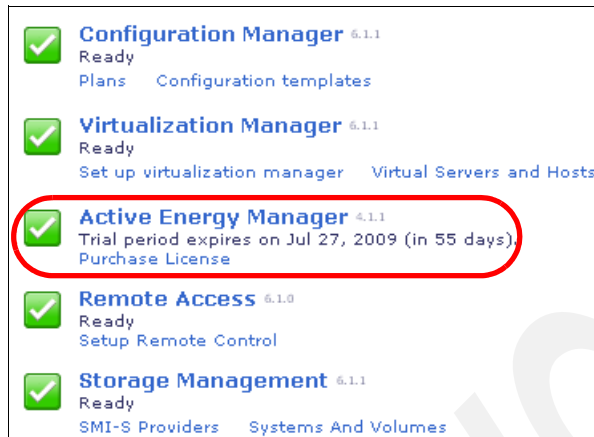 Configuration Manager 6.1.1
Ready
Plans Configuration templates
Virtualization Manager 6.1.1
Ready
Set up virtualization manager Virtual Servers and Hosts
Active Energy Manager 4.1.1
Trial period expires on Jul 27, 2009 (in 55 days).
Purchase License
Remote Access 6.1.0
Ready
Setup Remote Control
Storage Management 6.1.1
Ready
SMI-S Providers Systems And Volumes